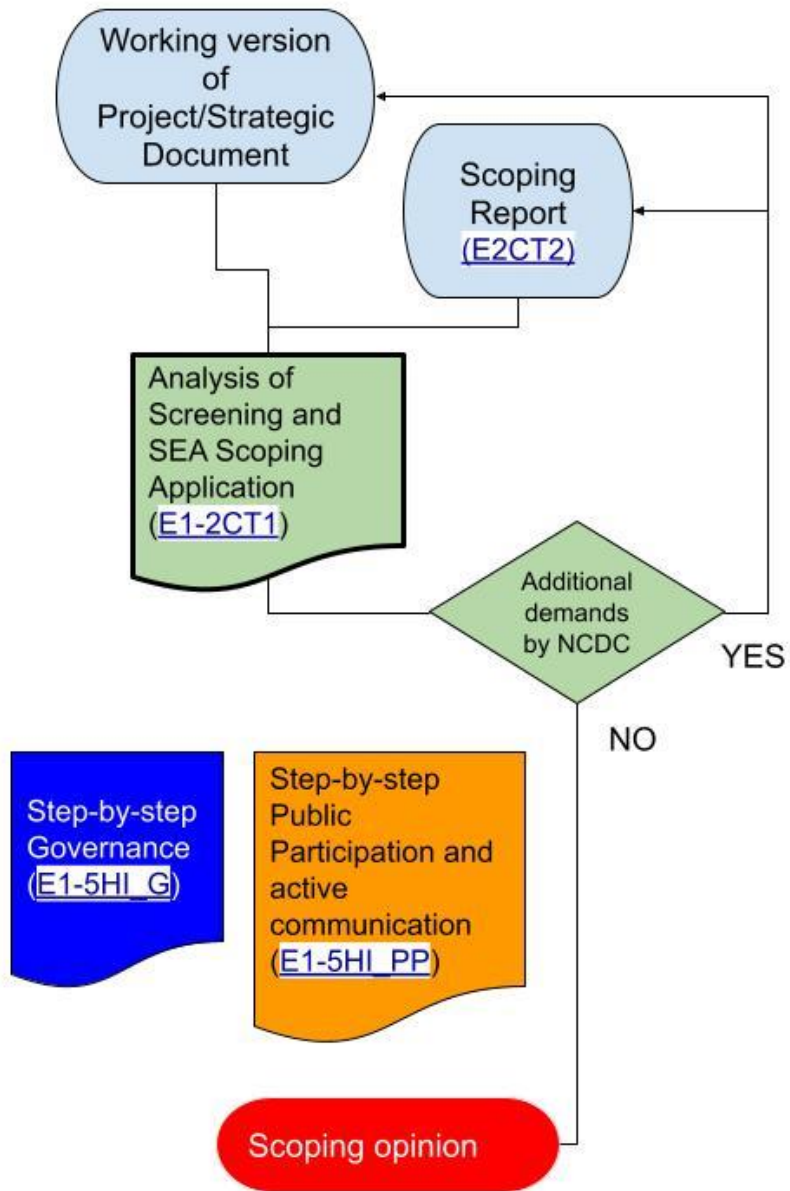 Working version
of
Project/Strategic
Document
Scoping
Report
(E2CT2)
Analysis of
Screening and
SEA Scoping
Application
(E1-2CT1)
Additional
demands
by NCDC
YES
NO
Step-by-step
Governance
(E1-5HI_G)
Step-by-step
Public
Participation and
active
communication
(E1-5HI_PP)
Scoping opinion